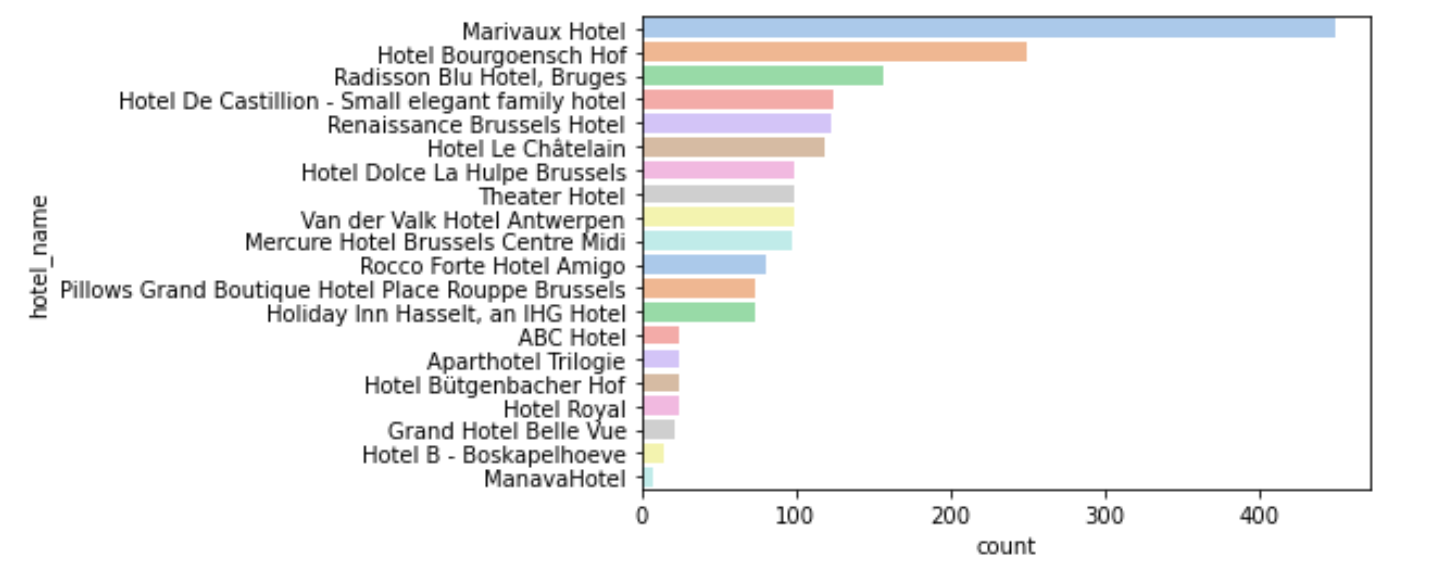 Marivaux Hotel
Hotel Bourgoensch Hof
Radisson Blu Hotel, Bruges
Hotel De Castillion - Small elegant family hotel
Renaissance Brussels Hotel
Hotel Le Châtelain
Hotel Dolce La Hulpe Brussels
Theater Hotel
Van der Valk Hotel Antwerpen
Mercure Hotel Brussels Centre Midi
Rocco Forte Hotel Amigo
Pillows Grand Boutique Hotel Place Rouppe Brussels
Holiday Inn Hasselt, an IHG Hotel
ABC Hotel
Aparthotel Trilogie
Hotel Bütgenbacher Hof
Hotel Royal
Grand Hotel Belle Vue
Hotel B - Boskapelhoeve
ManavaHotel
hotel_name
0 100 200 300 400
count